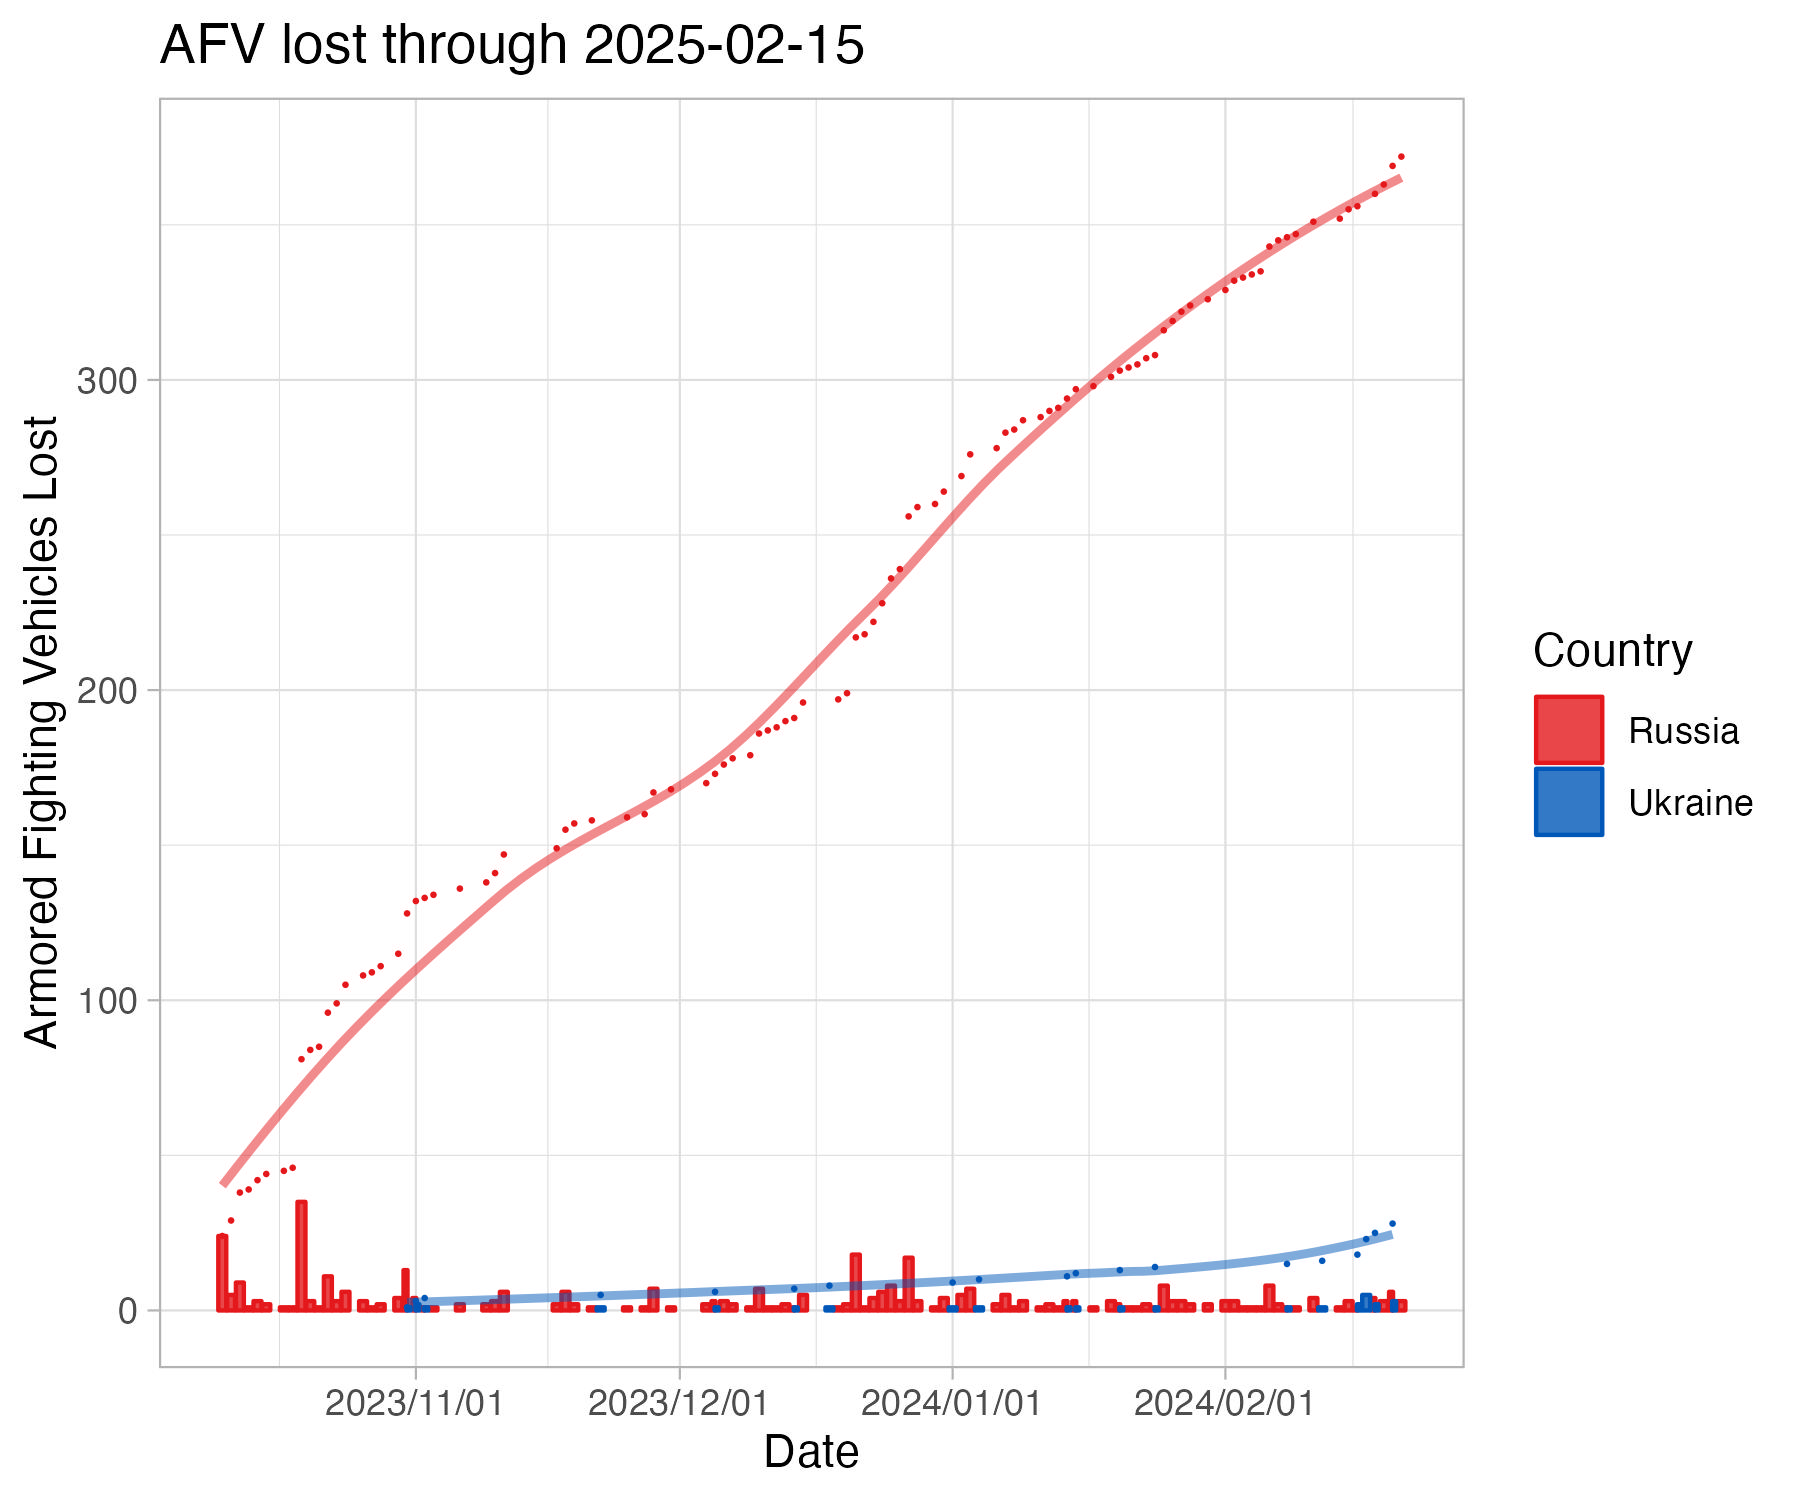 AFV lost through 2025-02-15
Armored Fighting Vehicles Lost
300
200
100
0
2023/11/01
2023/12/01
2024/01/01
2024/02/01
Date
Country
Russia
Ukraine